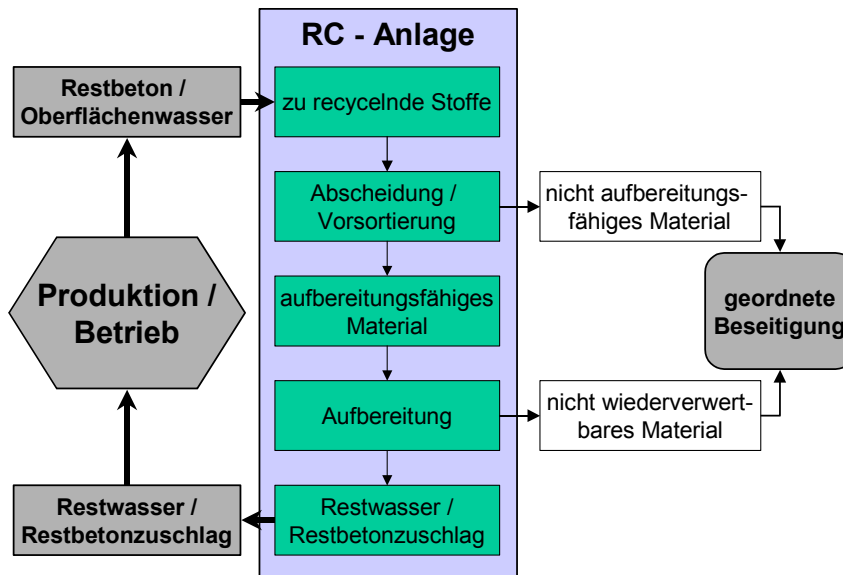 RC - Anlage
Restbeton /
Oberflächenwasser
zu recycelnde Stoffe
Abscheidung /
Vorsortierung
nicht aufbereitungs-
fähiges Material
Produktion /
Betrieb
aufbereitungsfähiges
Material
geordnete
Beseitigung
Aufbereitung
nicht wiederverwert-
bares Material
Restwasser /
Restbetonzuschlag
Restwasser /
Restbetonzuschlag